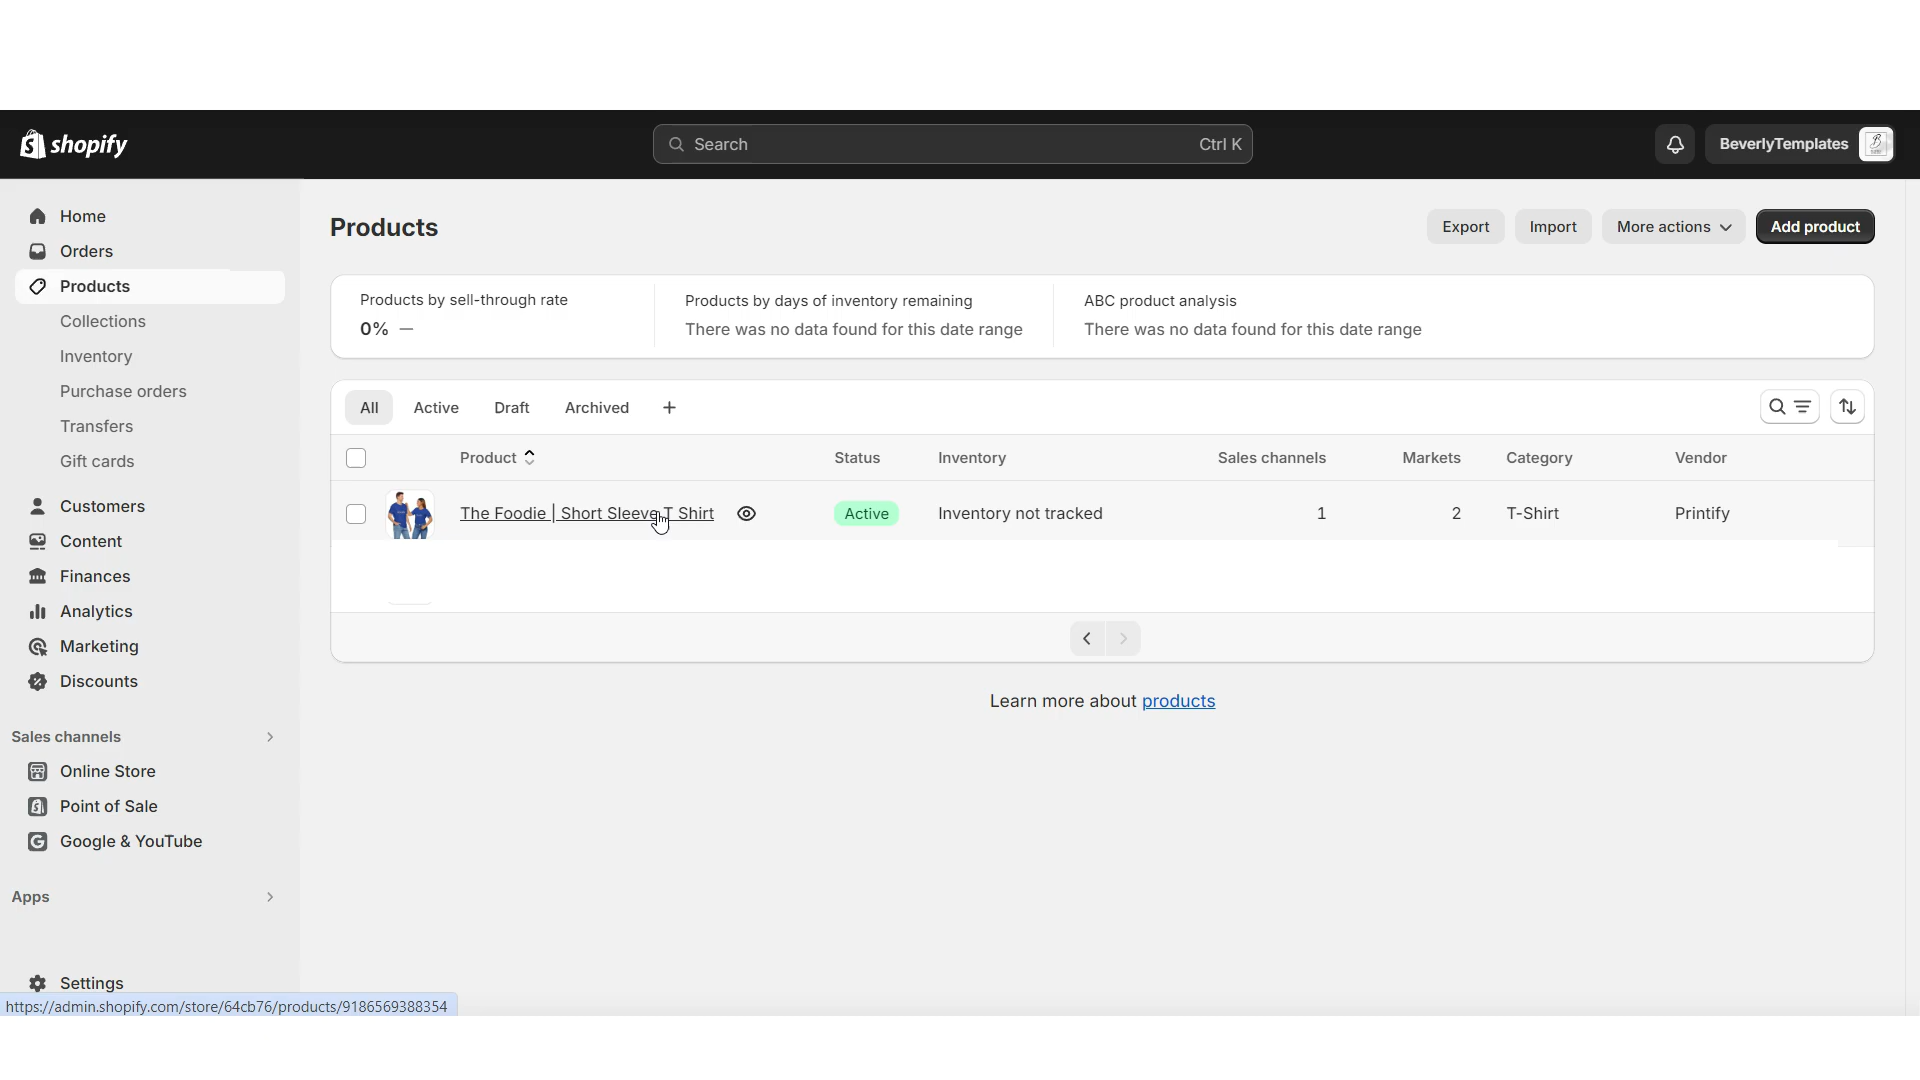 shopify
Search
Ctrl K
BeverlyTemplates
Home
Orders
Products
Collections
Inventory
Purchase orders
Transfers
Gift cards
Customers
Content
Finances
Analytics
Marketing
Discounts
Sales channels
Online Store
Point of Sale
Google & YouTube
Apps
Settings
https://admin.shopify.com/store/64cb76/products/9186569388354
Products
Export
Import
More actions
Add product
Products by sell-through rate
0% —
Products by days of inventory remaining
There was no data found for this date range
ABC product analysis
There was no data found for this date range
All
Active
Draft
Archived
+
Product
Status
Inventory
Sales channels
Markets
Category
Vendor
The Foodie | Short Sleeve T Shirt
Active
Inventory not tracked
1
2
T-Shirt
Printify
Learn more about products